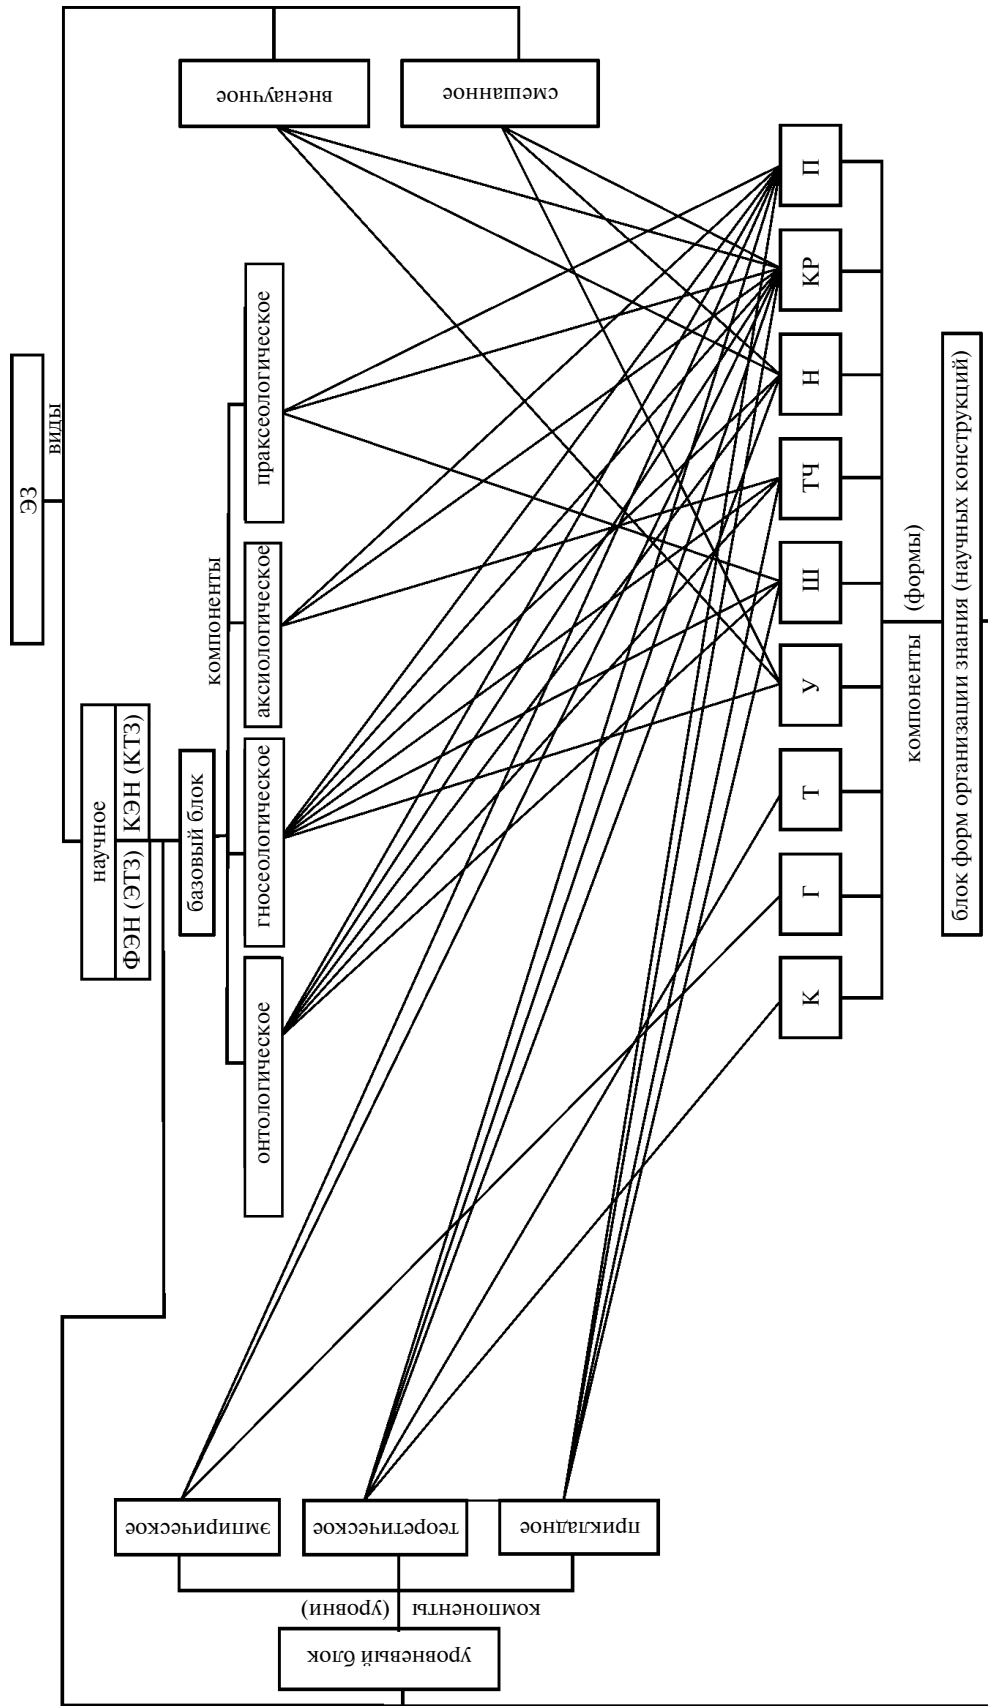 ЭЗ
виды
научное
ФЭН (ЭТЗ)
КЭН (КТЗ)
базовый блок
компоненты
онтологическое
гносеологическое
аксиологическое
праксеологическое
вненаучное
смешанное
уровневый блок
компоненты
(уровни)
эмпирическое
теоретическое
прикладное
К
Г
Т
У
Ш
ТЧ
Н
КР
П
компоненты
(формы)
блок форм организации знания (научных конструкций)